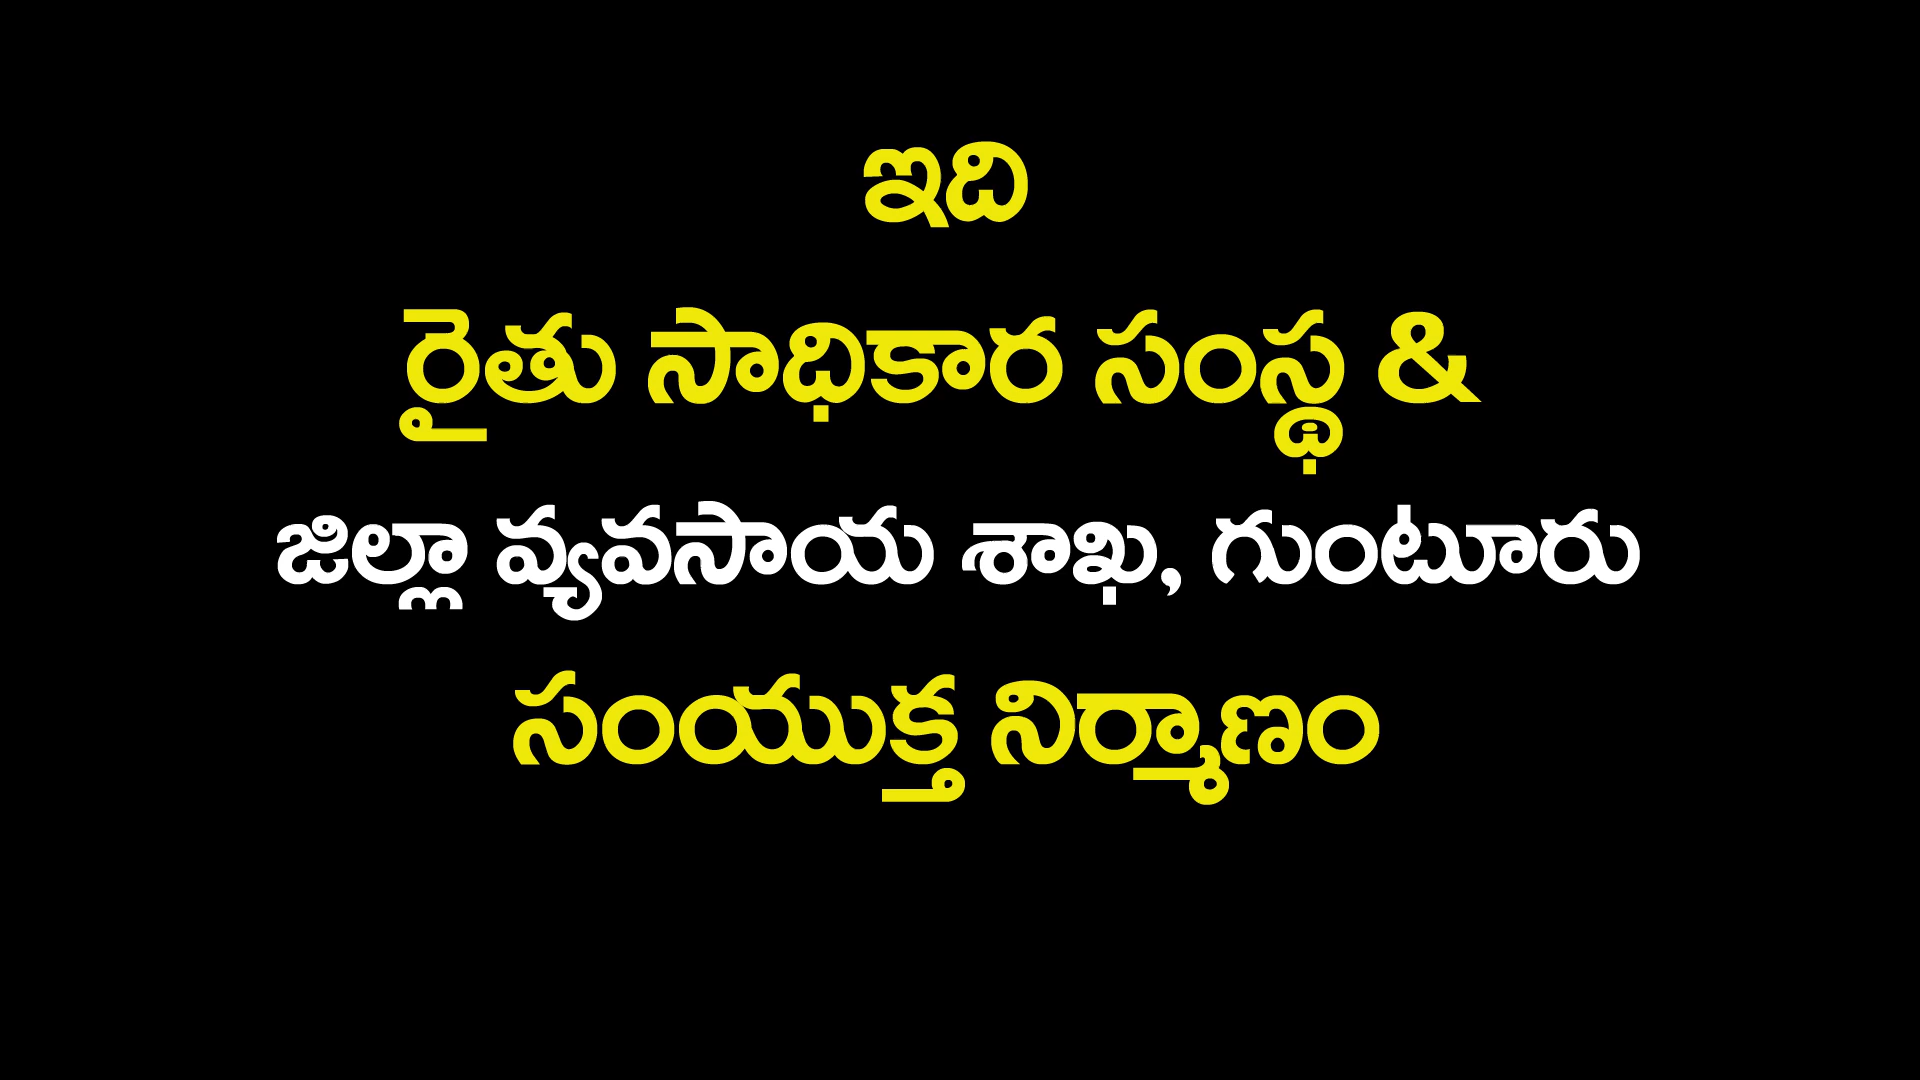 ఇది
రైతు సాధికార సంస్థ &
జిల్లా వ్యవసాయ శాఖ, గుంటూరు
సంయుక్త నిర్మాణం